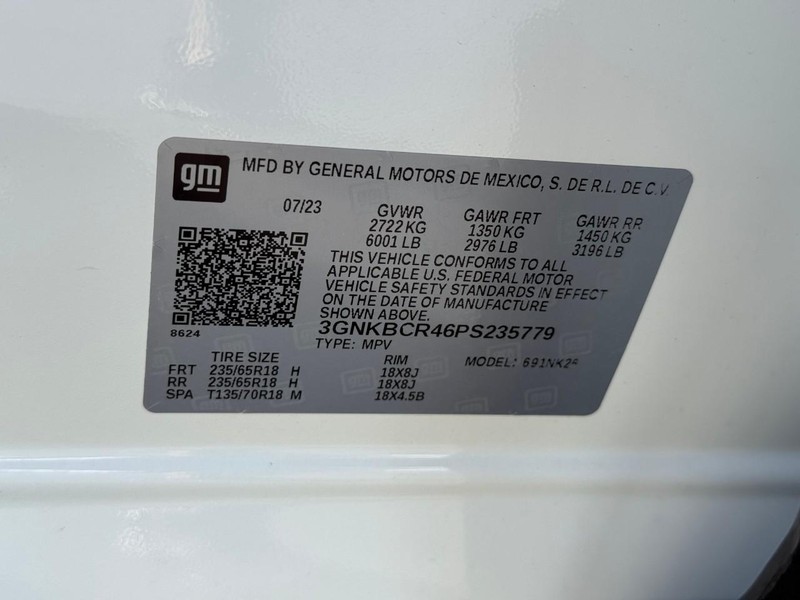 gm
MFD BY GENERAL MOTORS DE MEXICO, S. DE R.L. DE C.V.
07/23 GVWR GAWR FRT GAWR RR
2722 KG 1350 KG 1450 KG
6001 LB 2976 LB 3196 LB
THIS VEHICLE CONFORMS TO ALL
APPLICABLE U.S. FEDERAL MOTOR
VEHICLE SAFETY STANDARDS IN EFFECT
ON THE DATE OF MANUFACTURE
SHOWN ABOVE.
8624
3GNKBCR46PS235779
TYPE: MPV
TIRE SIZE RIM MODEL:
FRT 235/65R18 H 18X8J
RR 235/65R18 H 18X8J
SPA T135/70R18 M 18X4.5B